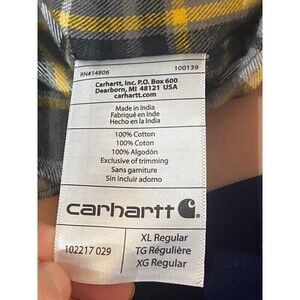 RN#14806 100139
Carhartt, Inc. P.O. Box 600
Dearborn, MI 48121 USA
carhartt.com
Made in India
Fabriqué en Inde
Hecho en la India
100% Cotton
100% Coton
100% Algodón
Exclusive of trimming
Sans garniture
Sin incluir adorno
carhartt
102217 029
XL Regular
TG Régulière
XG Regular